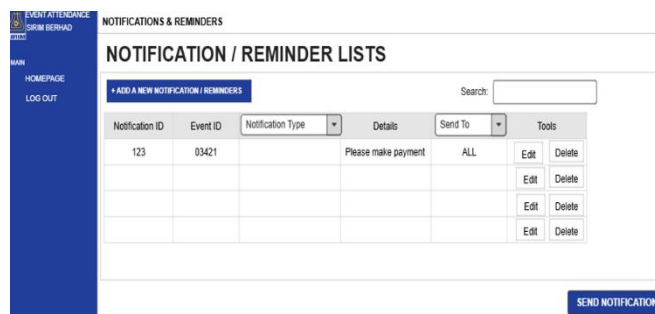 EVENT ATTENDANCE
SIRIM BERHAD
NOTIFICATIONS & REMINDERS
MAIN
HOMEPAGE
LOG OUT
NOTIFICATION / REMINDER LISTS
+ ADD A NEW NOTIFICATION / REMINDERS
Search:
Notification ID Event ID Notification Type Details Send To Tools
123 03421 Please make payment ALL Edit Delete
Edit Delete
Edit Delete
Edit Delete
SEND NOTIFICATION